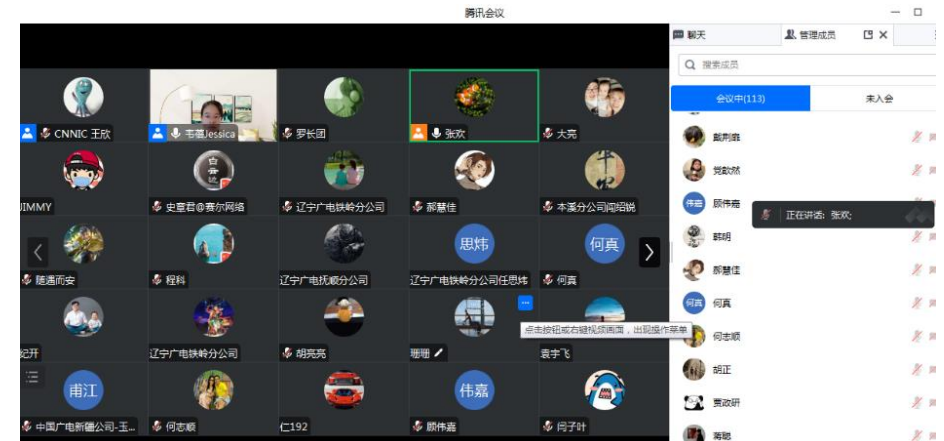 腾讯会议
聊天
管理成员
搜索成员
会议中(113)
未入会
CNNIC 王欣
韦蓓Jessica
罗长团
张欢
大亮
JIMMY
史童君@赛尔网络
辽宁广电铁岭分公司
郝慧佳
本溪分公司闫绍锐
随遇而安
程科
辽宁广电抚顺分公司
思炜
辽宁广电铁岭分公司任思炜
何真
何真
辽宁广电铁岭分公司
胡亮亮
珊珊
袁宇飞
点击按钮或右键视频画面，出现操作菜单
甫江
中国广电新疆公司-玉...
何志顺
仁192
伟嘉
顾伟嘉
闫子叶
戴荆璇
党歆然
顾伟嘉
正在讲话: 张欢;
韩明
郝慧佳
何真
何真
何志顺
胡正
贾政研
蒋聪